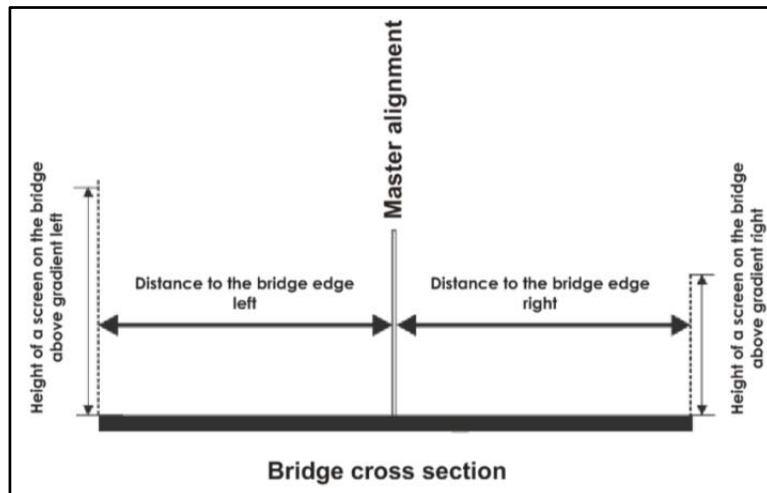 Master alignment
Height of a screen on the bridge
above gradient left
Distance to the bridge edge
left
Distance to the bridge edge
right
Height of a screen on the bridge
above gradient right
Bridge cross section